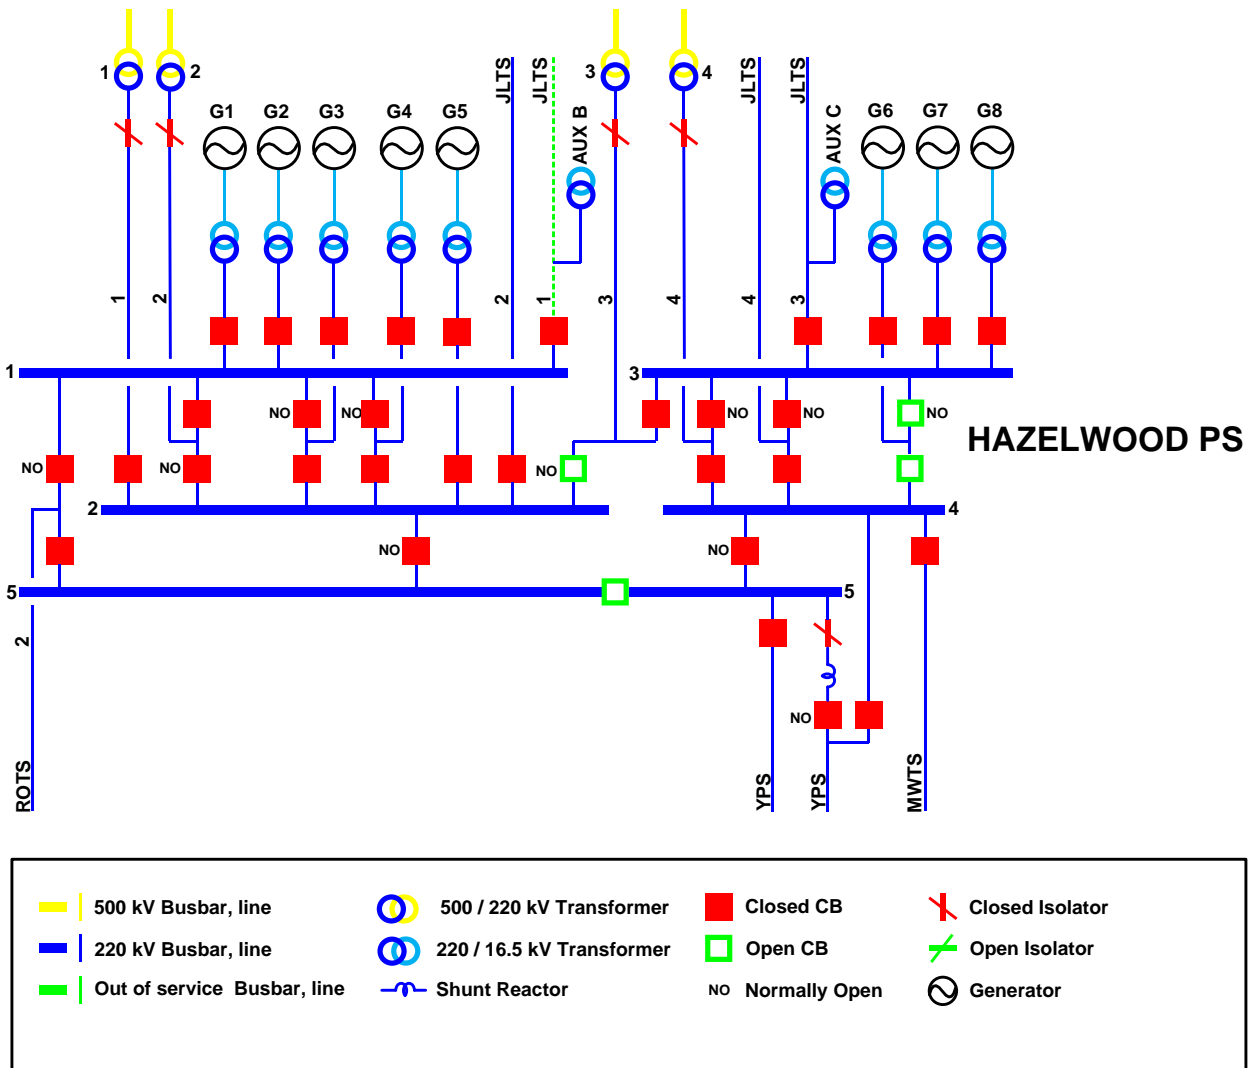 1
2
3
4
JLTS
JLTS
JLTS
JLTS
G1
G2
G3
G4
G5
AUX B
AUX C
G6
G7
G8
1
2
2
1
3
4
4
3
1
3
NO
NO
NO
HAZELWOOD PS
NO
NO
NO
NO
NO
2
4
NO
NO
5
5
2
NO
ROTS
YPS
YPS
MWTS
500 kV Busbar, line
500 / 220 kV Transformer
Closed CB
Closed Isolator
220 kV Busbar, line
220 / 16.5 kV Transformer
Open CB
Open Isolator
Out of service Busbar, line
Shunt Reactor
NO Normally Open
Generator